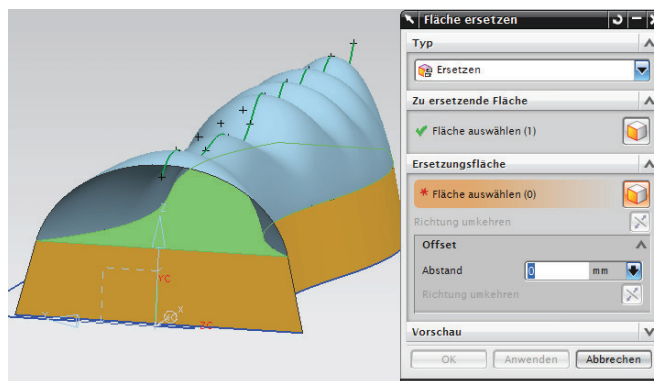 Fläche ersetzen
Typ
Ersetzen
Zu ersetzende Fläche
Fläche auswählen (1)
Ersetzungsfläche
* Fläche auswählen (0)
Richtung umkehren
Offset
Abstand 0 mm
Richtung umkehren
Vorschau
OK Anwenden Abbrechen
YC
X